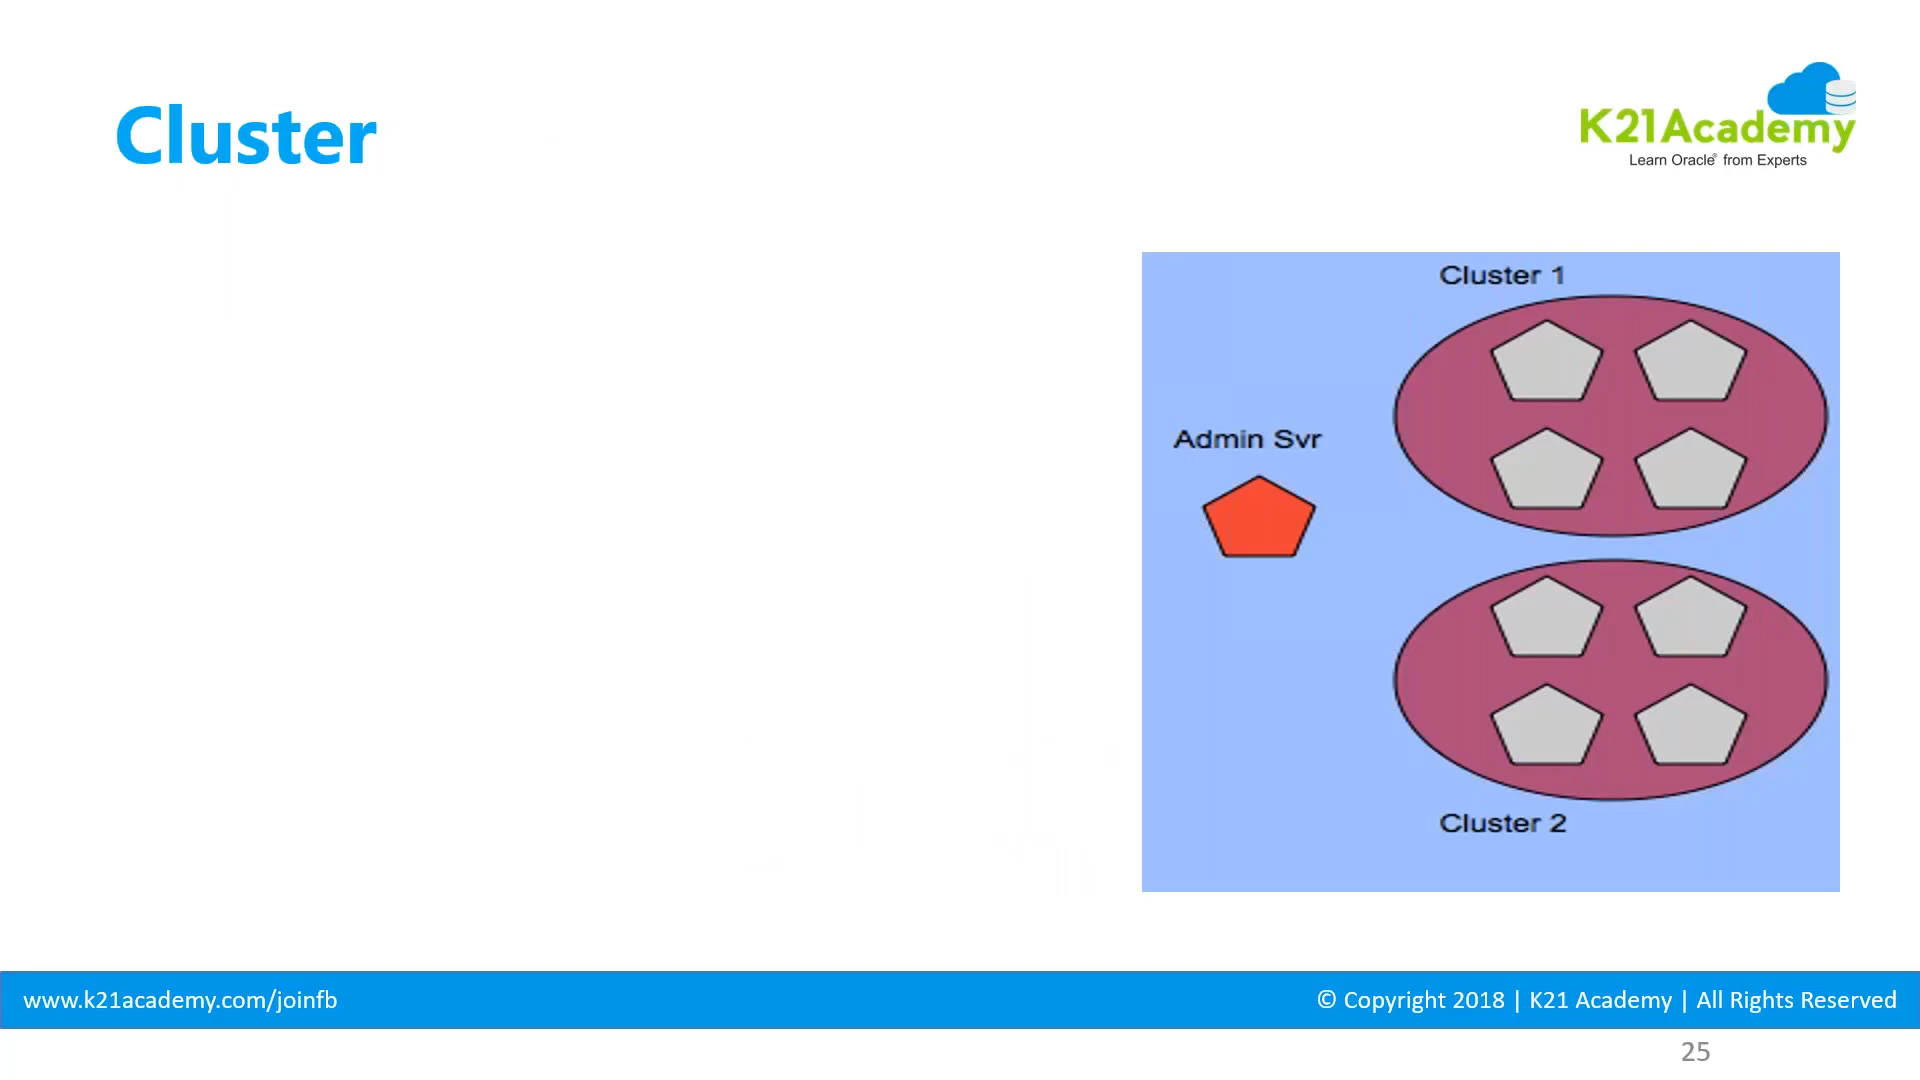 Cluster
K21Academy
Learn Oracle® from Experts
Cluster 1
Admin Svr
Cluster 2
www.k21academy.com/joinfb
© Copyright 2018 | K21 Academy | All Rights Reserved
25